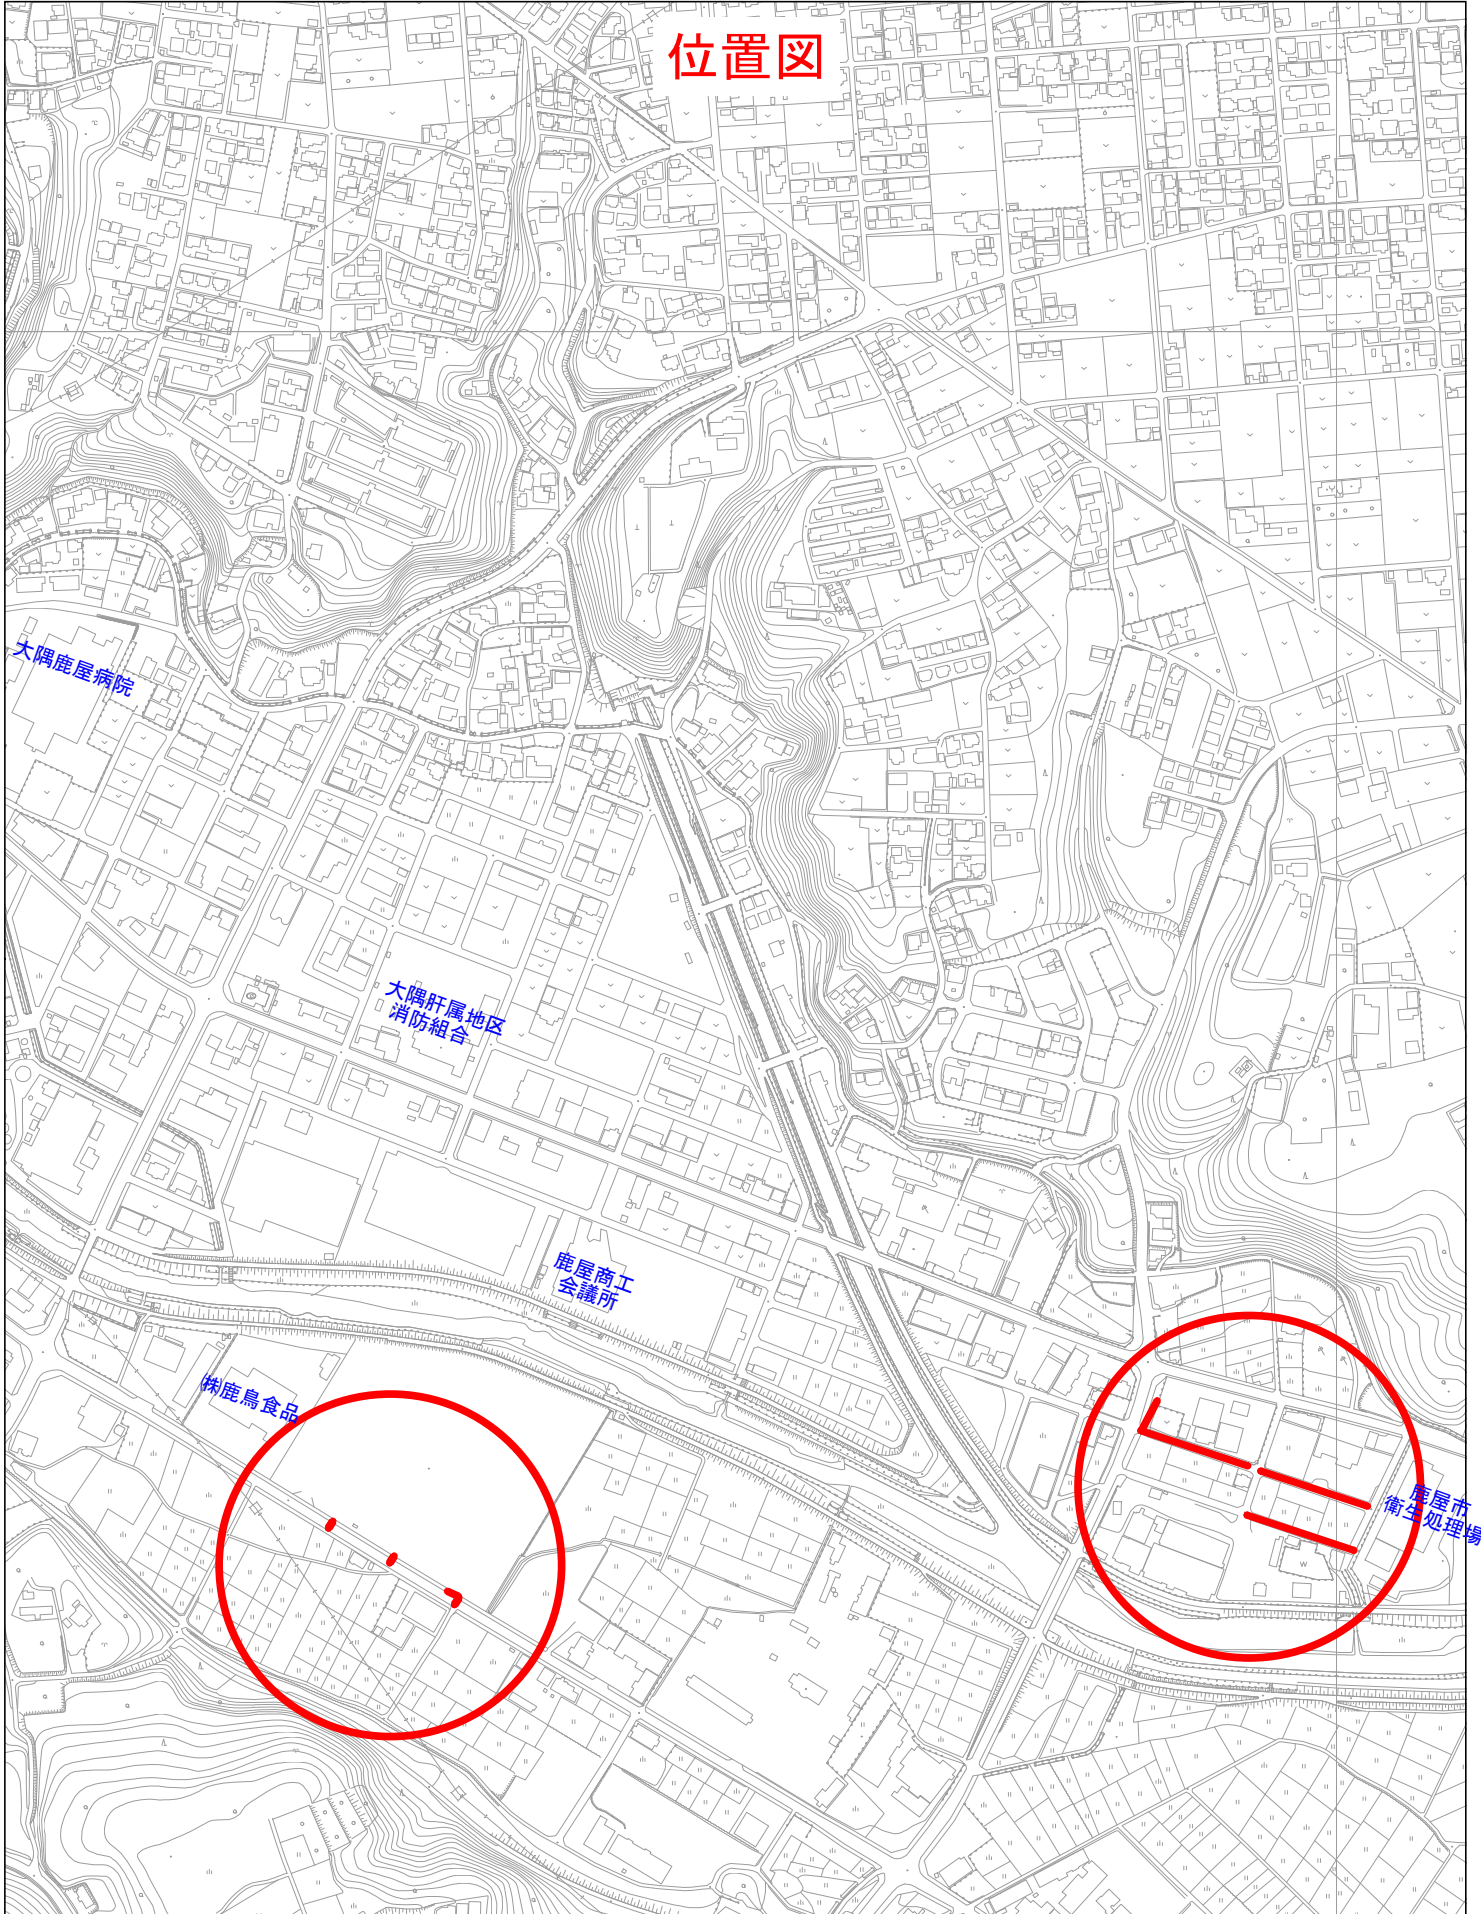 位置図
大隅鹿屋病院
大隅肝属地区
消防組合
鹿屋商工
会議所
㈱鹿鳥食品
鹿屋市
衛生処理場